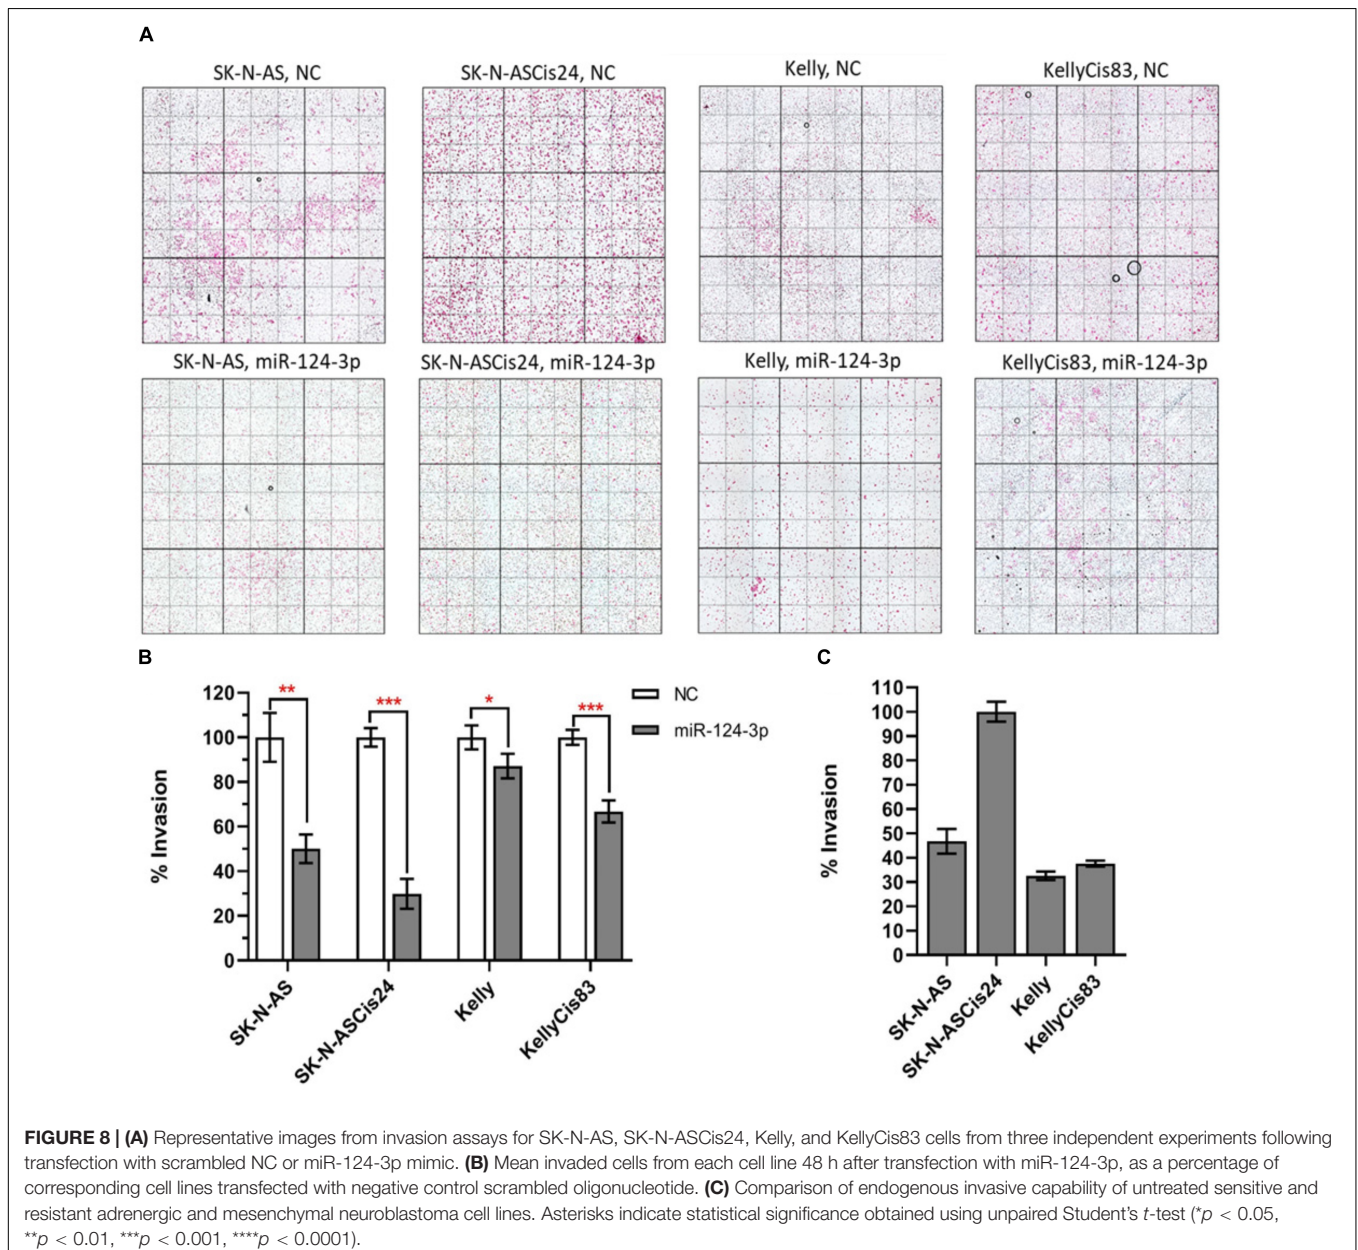 A
SK-N-AS, NC
SK-N-ASCis24, NC
Kelly, NC
KellyCis83, NC
SK-N-AS, miR-124-3p
SK-N-ASCis24, miR-124-3p
Kelly, miR-124-3p
KellyCis83, miR-124-3p
B
% Invasion
120
100
80
60
40
20
0
**
***
*
***
NC
miR-124-3p
SK-N-AS
SK-N-ASCis24
Kelly
KellyCis83
C
% Invasion
110
100
90
80
70
60
50
40
30
20
10
0
SK-N-AS
SK-N-ASCis24
Kelly
KellyCis83
FIGURE 8 | (A) Representative images from invasion assays for SK-N-AS, SK-N-ASCis24, Kelly, and KellyCis83 cells from three independent experiments following
transfection with scrambled NC or miR-124-3p mimic. (B) Mean invaded cells from each cell line 48 h after transfection with miR-124-3p, as a percentage of
corresponding cell lines transfected with negative control scrambled oligonucleotide. (C) Comparison of endogenous invasive capability of untreated sensitive and
resistant adrenergic and mesenchymal neuroblastoma cell lines. Asterisks indicate statistical significance obtained using unpaired Student's t-test (*p < 0.05,
**p < 0.01, ***p < 0.001, ****p < 0.0001).